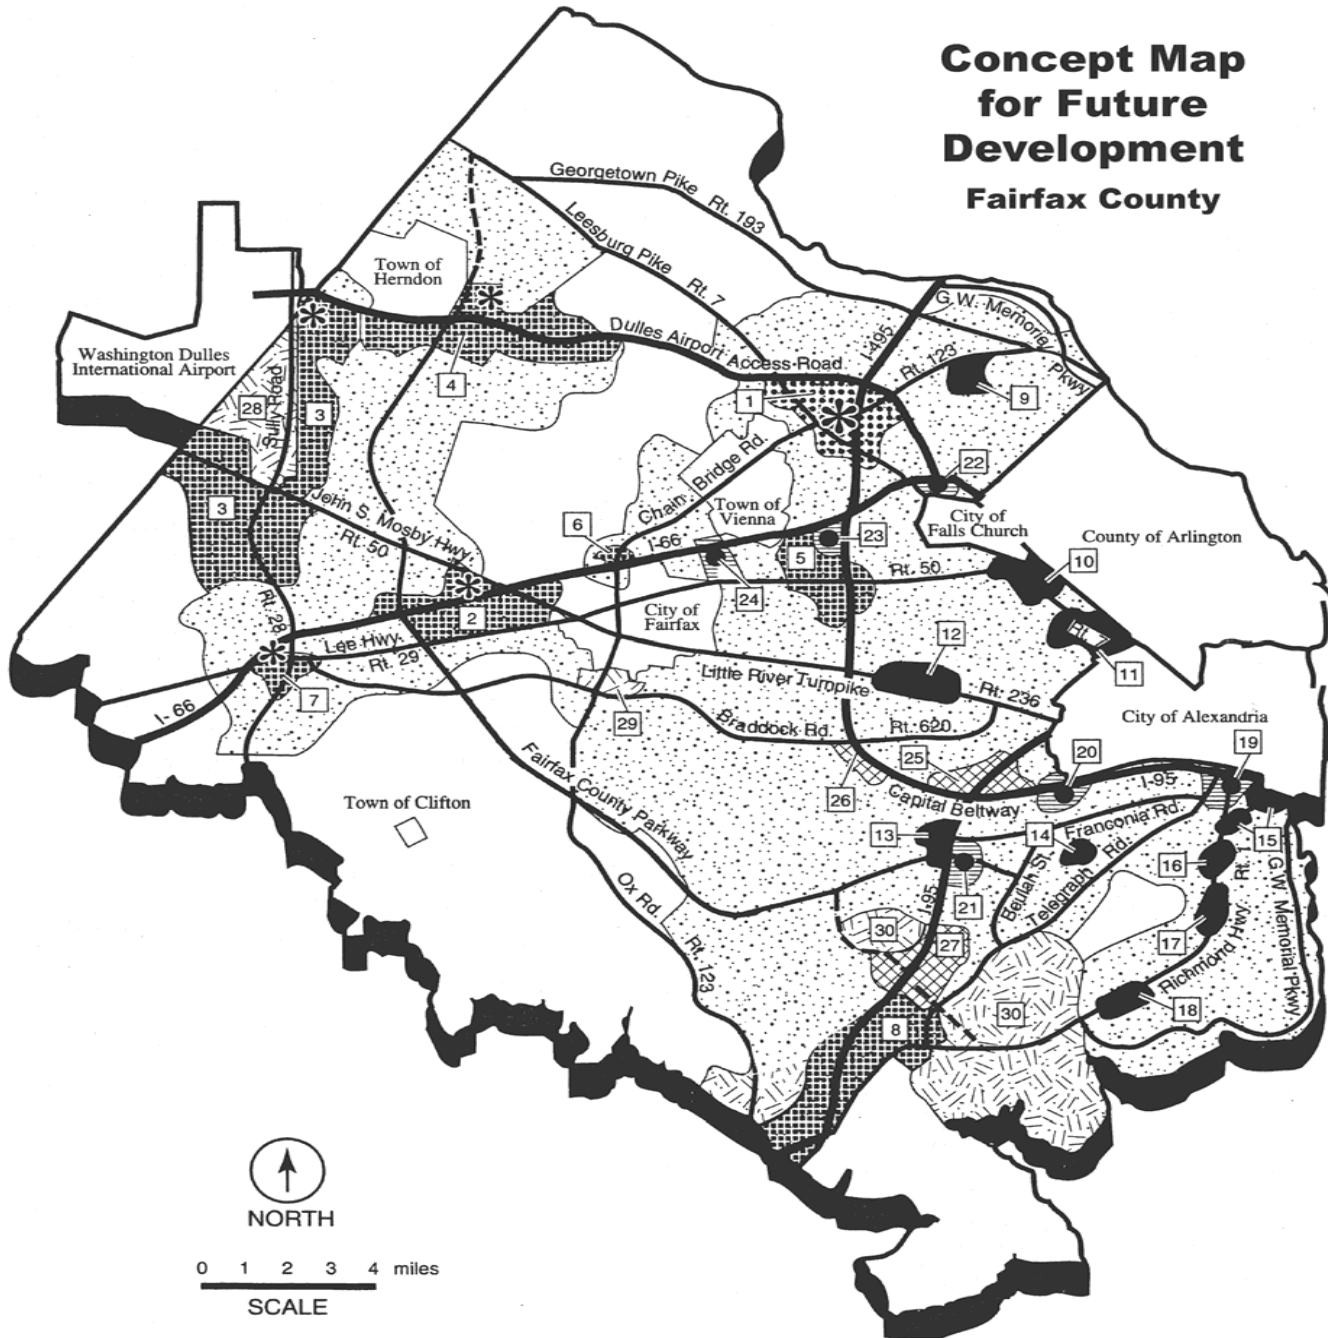 Concept Map
for Future
Development
Fairfax County
Georgetown Pike Rt. 193
Leesburg Pike Rt. 7
Town of
Herndon
G.W. Memorial Pkwy.
Dulles Airport Access Road
I-495
Rt. 123
Washington Dulles
International Airport
Sully Road
28
3
4
1
9
Chain Bridge Rd.
22
3
John S. Mosby Hwy.
Rt. 50
Town of
Vienna
City of
Falls Church
County of Arlington
6
I-66
5
23
10
Rt. 50
24
2
City of
Fairfax
Rt. 28
Lee Hwy.
Rt. 29
12
Rt. 7
11
7
Little River Turnpike
Rt. 236
I-66
29
Braddock Rd.
Rt. 620
City of Alexandria
Fairfax County Parkway
25
20
19
26
Capital Beltway
I-95
Town of Clifton
13
14
Franconia Rd.
15
16
Rt. 1
Ox Rd.
Rt. 123
I-95
21
Beulah St.
Telegraph Rd.
G.W. Memorial Pkwy
30
27
17
Richmond Hwy
8
30
18
NORTH
0 1 2 3 4 miles
SCALE